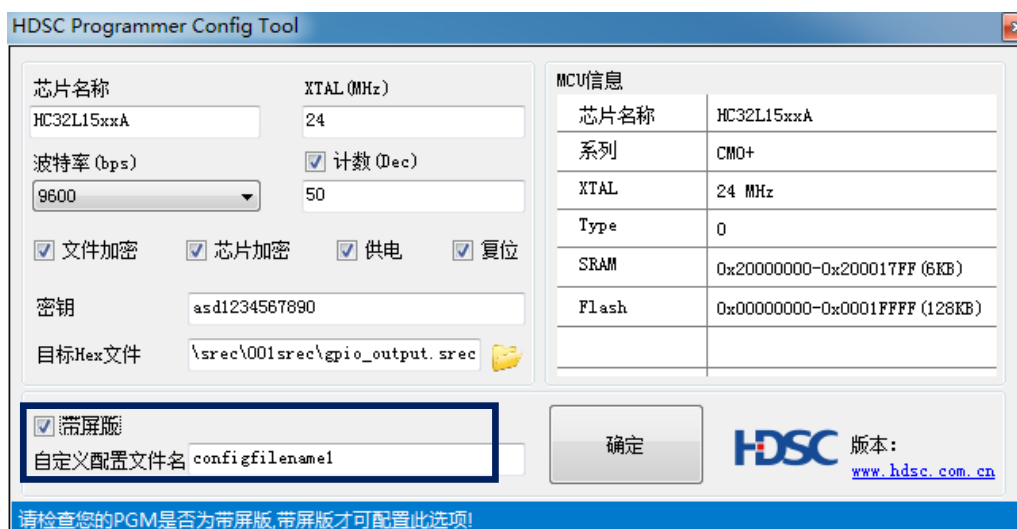 HDSC Programmer Config Tool
芯片名称
XTAL(MHz)
HC32L15xxA
24
波特率(bps)
计数(Dec)
9600
50
文件加密
芯片加密
供电
复位
密钥
asd1234567890
目标Hex文件
\srec\001srec\gpio_output.srec
MCU信息
芯片名称 HC32L15xxA
系列 CM0+
XTAL 24 MHz
Type 0
SRAM 0x20000000-0x200017FF(6KB)
Flash 0x00000000-0x0001FFFF(128KB)
带屏版
自定义配置文件名 configfilename1
确定
HDSC 版本:
www.hdsc.com.cn
请检查您的PGM是否为带屏版,带屏版才可配置此选项!